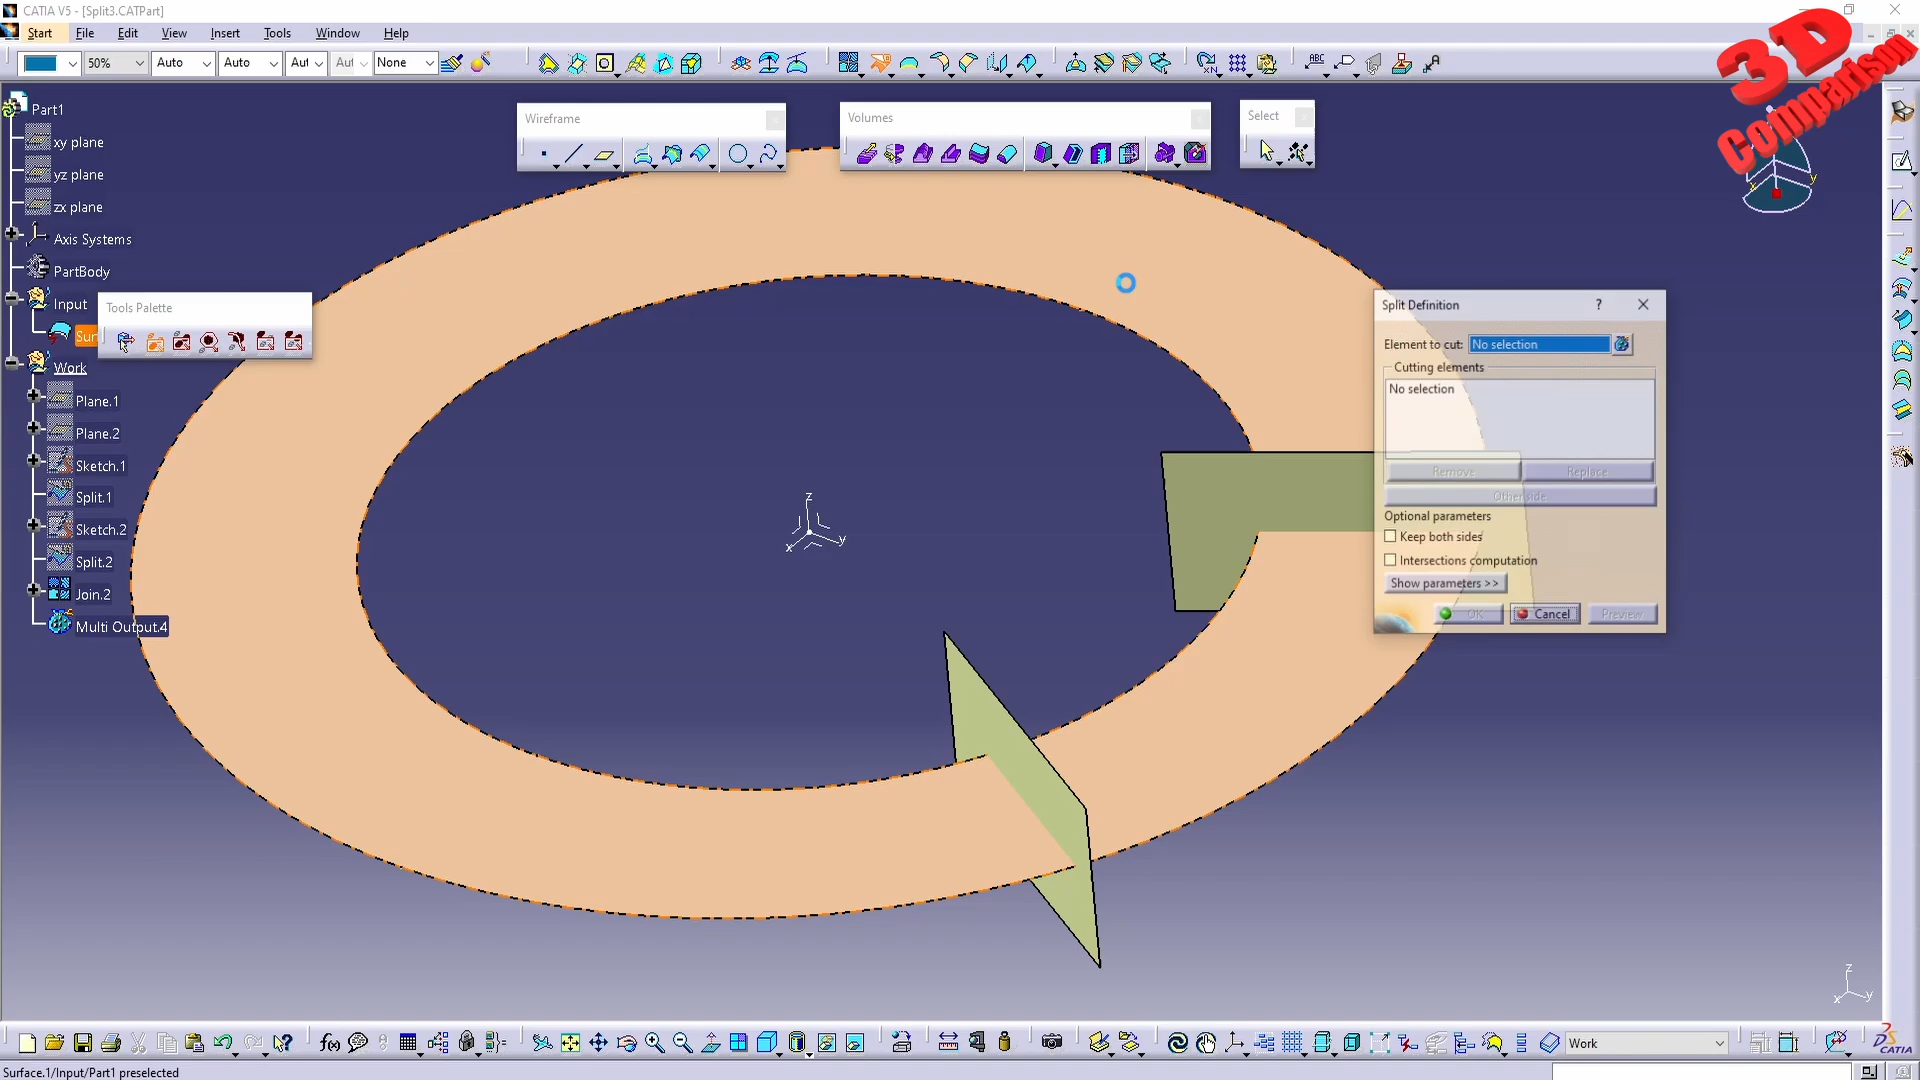 CATIA V5 - [Split3.CATPart]
Start File Edit View Insert Tools Window Help
50% Auto Auto Aut Aut None
3D
Comparison
Part1
xy plane
yz plane
zx plane
Axis Systems
PartBody
Input
Sur
Work
Plane.1
Plane.2
Sketch.1
Split.1
Sketch.2
Split.2
Join.2
Multi Output.4
Tools Palette
Wireframe
Volumes
Select
Split Definition ?
Element to cut: No selection
Cutting elements
No selection
Remove Replace
Other side
Optional parameters
Keep both sides
Intersections computation
Show parameters >>
OK Cancel Preview
z
x y
y
z
x y
Work
CATIA
Surface.1/Input/Part1 preselected